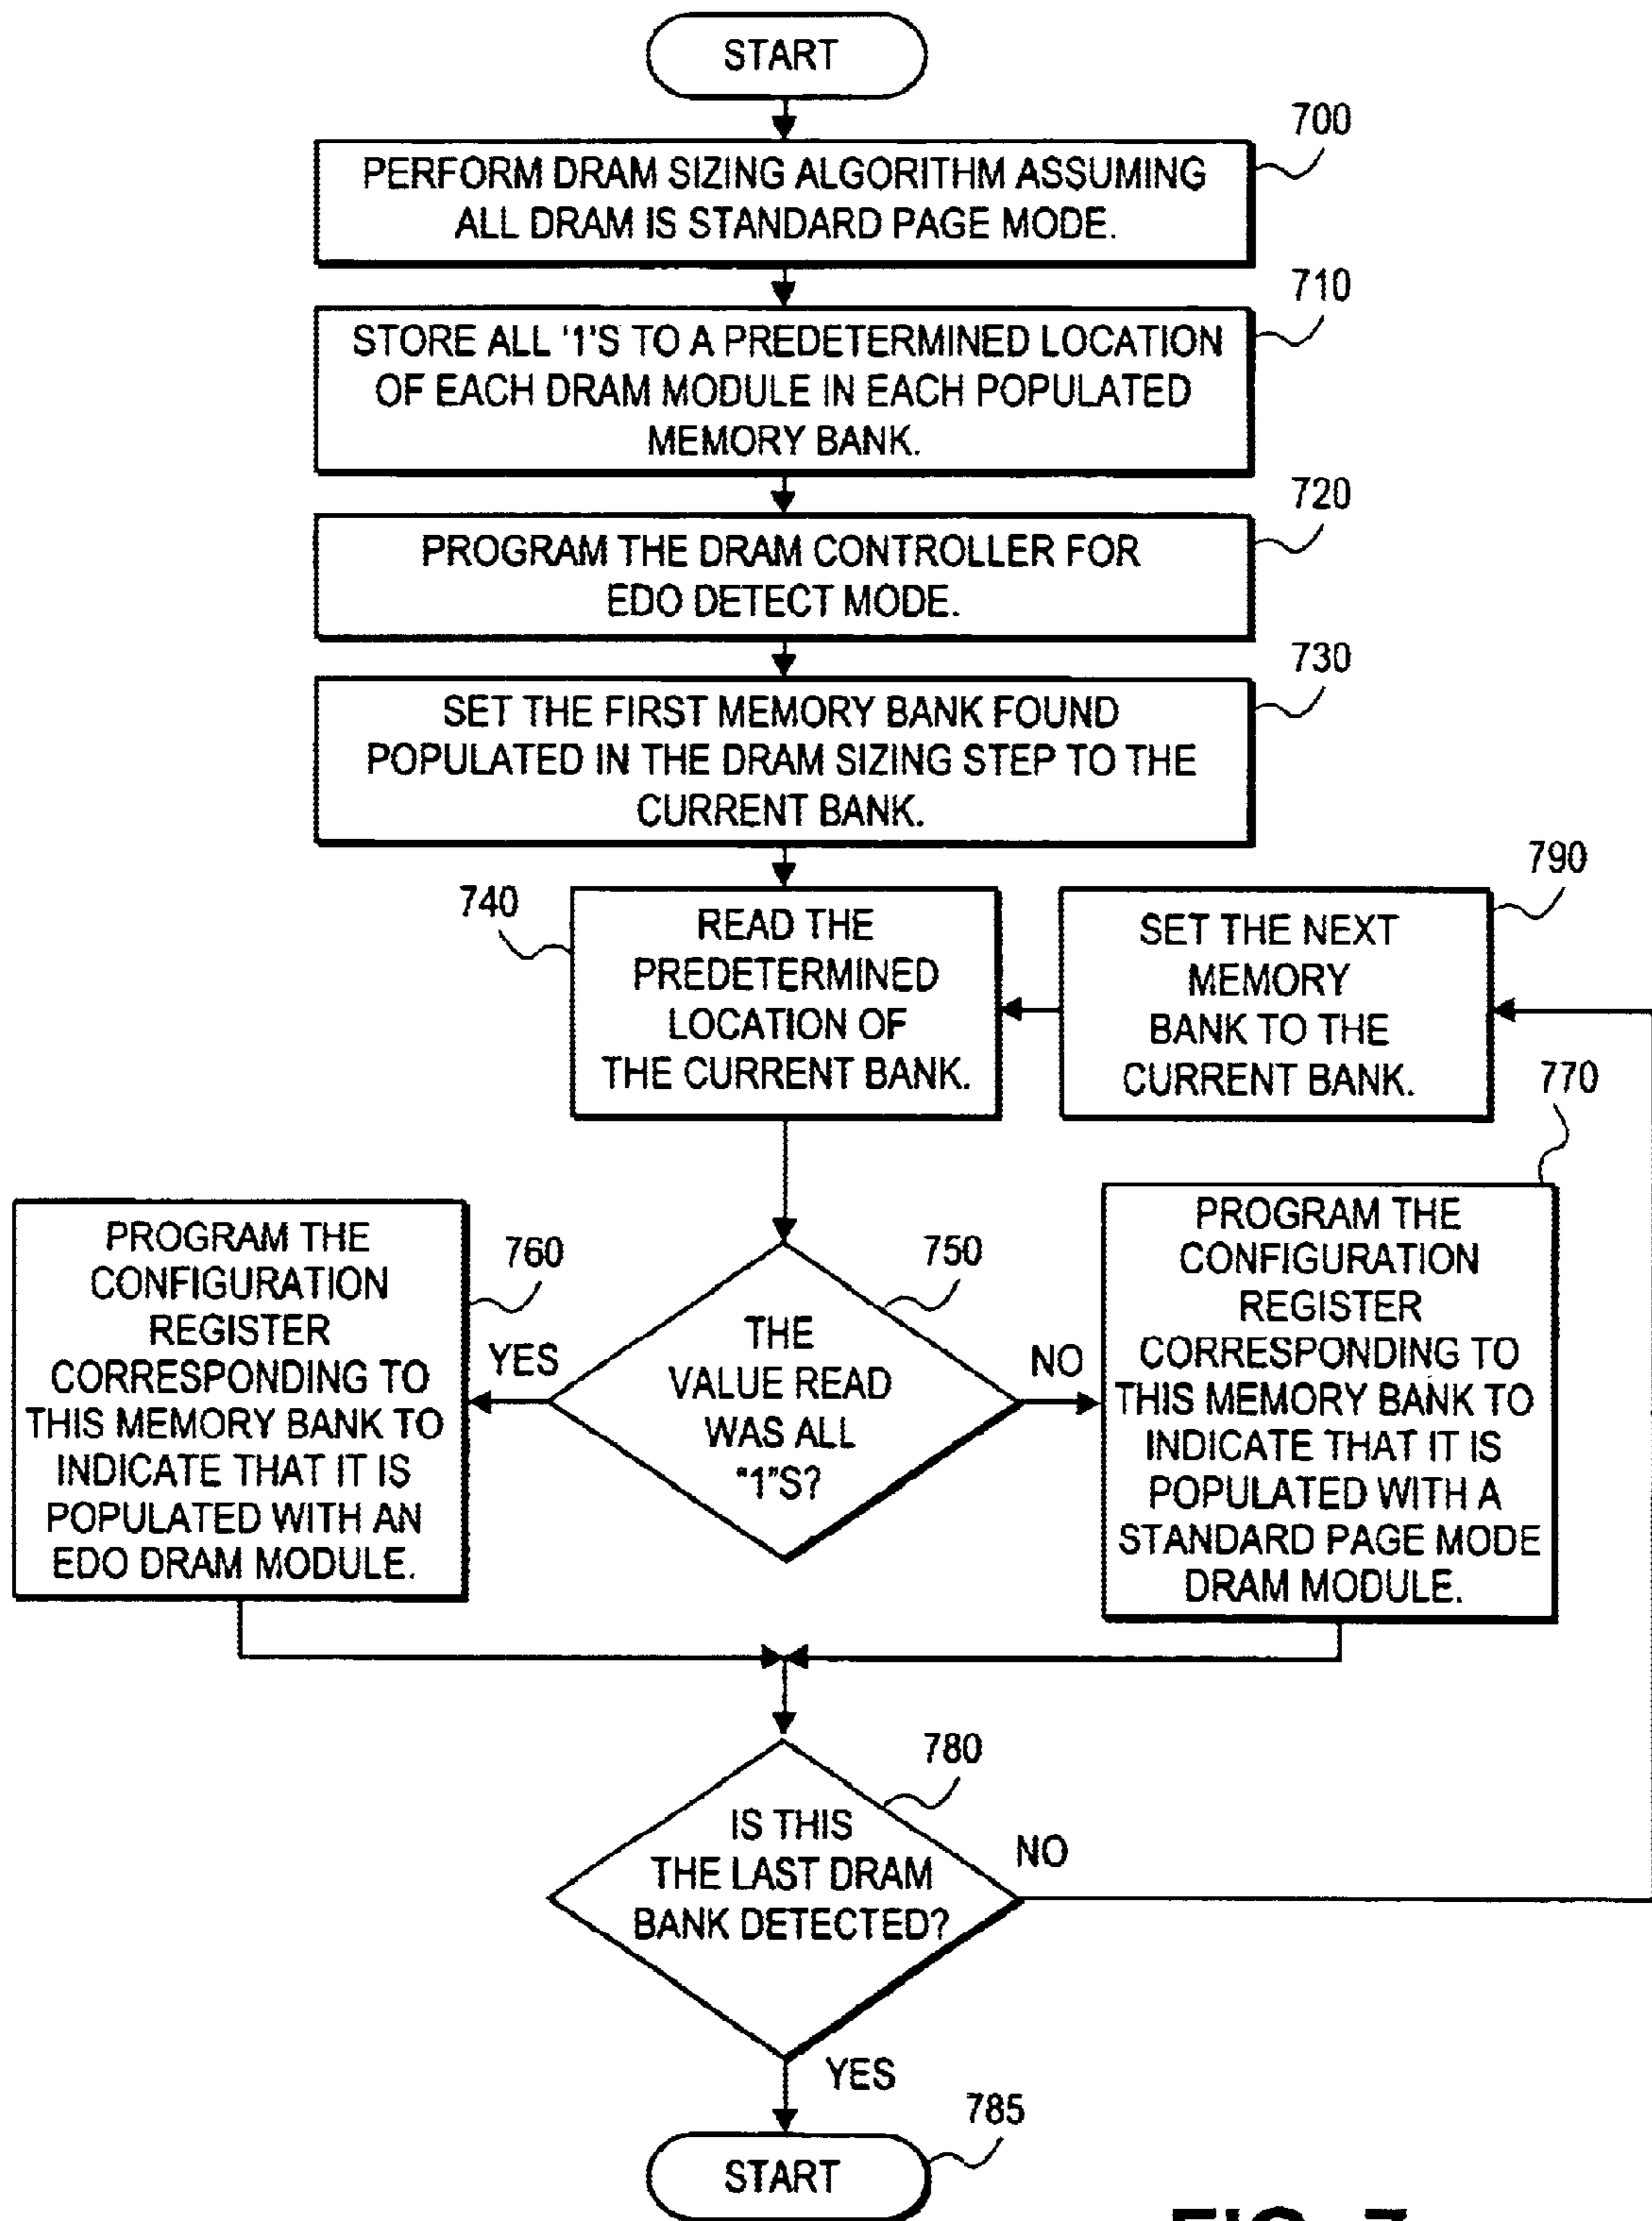 START
700
PERFORM DRAM SIZING ALGORITHM ASSUMING
ALL DRAM IS STANDARD PAGE MODE.
710
STORE ALL '1'S TO A PREDETERMINED LOCATION
OF EACH DRAM MODULE IN EACH POPULATED
MEMORY BANK.
720
PROGRAM THE DRAM CONTROLLER FOR
EDO DETECT MODE.
730
SET THE FIRST MEMORY BANK FOUND
POPULATED IN THE DRAM SIZING STEP TO THE
CURRENT BANK.
740
READ THE
PREDETERMINED
LOCATION OF
THE CURRENT BANK.
790
SET THE NEXT
MEMORY
BANK TO THE
CURRENT BANK.
770
760
PROGRAM THE
CONFIGURATION
REGISTER
CORRESPONDING TO
THIS MEMORY BANK TO
INDICATE THAT IT IS
POPULATED WITH AN
EDO DRAM MODULE.
YES
750
THE
VALUE READ
WAS ALL
"1"S?
NO
PROGRAM THE
CONFIGURATION
REGISTER
CORRESPONDING TO
THIS MEMORY BANK TO
INDICATE THAT IT IS
POPULATED WITH A
STANDARD PAGE MODE
DRAM MODULE.
780
IS THIS
THE LAST DRAM
BANK DETECTED?
NO
YES
785
START